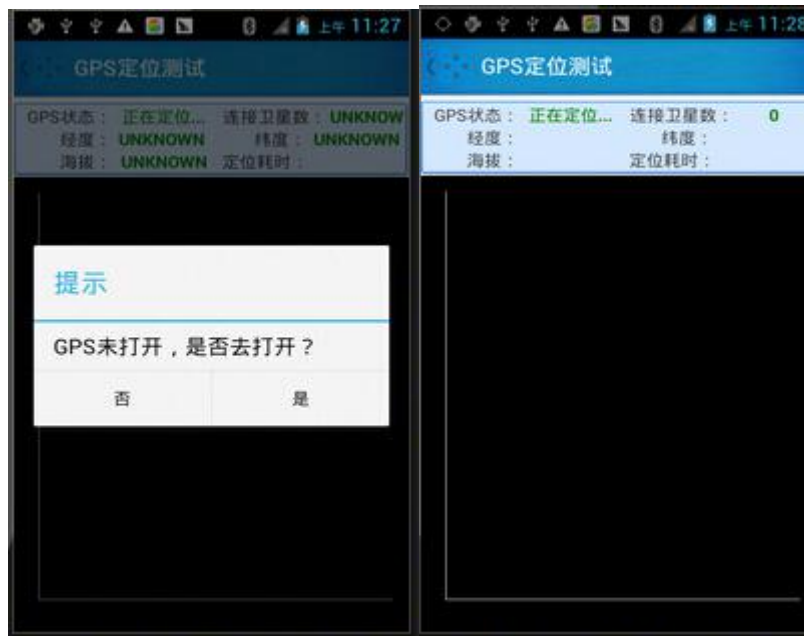 上午 11:27
GPS定位测试
GPS状态： 正在定位... 连接卫星数： UNKNOW
经度： UNKNOWN 纬度： UNKNOWN
海拔： UNKNOWN 定位耗时：
提示
GPS未打开，是否去打开？
否 是
上午 11:28
GPS定位测试
GPS状态： 正在定位... 连接卫星数： 0
经度： 纬度：
海拔： 定位耗时：